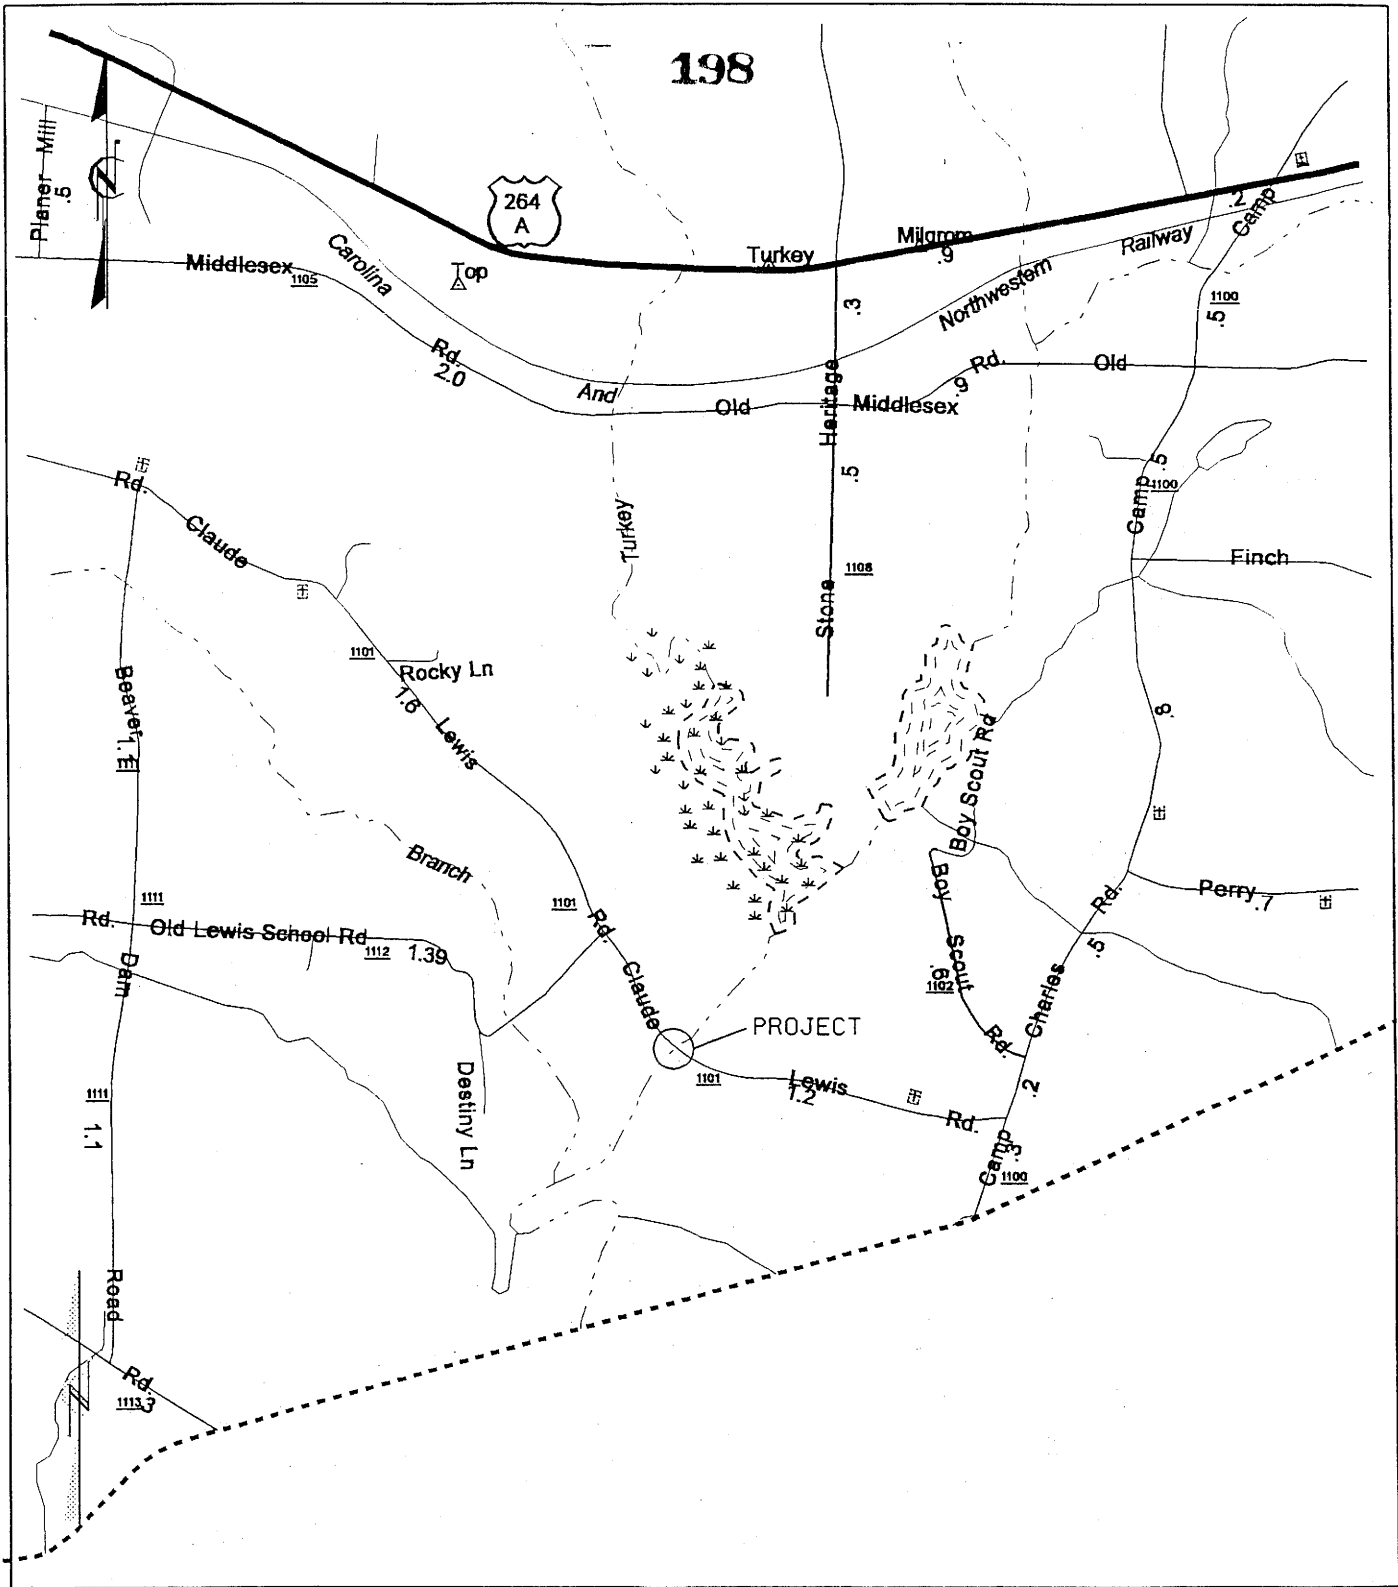 198
Planer Mill
.5
264
A
Carolina
Middlesex
1105
Top
Turkey
Milgrom
.9
Railway
.2
Camp
Northwestern
1100
.5
.3
Rd.
2.0
And
Old
Heritage
Middlesex
.9
Rd.
Old
.5
Camp
.5
1100
Finch
Rd.
Claude
Turkey
1108
Stone
1101
Rocky Ln
1.6
Lewis
Beaver
.8
Boy Scout Rd
Branch
Boy
Scout
.6
1102
Rd.
Perry
.7
Rd.
.5
Charles
1111
Rd.
Old Lewis School Rd
1112
1.39
Dam
1101
Rd.
Claude
PROJECT
1101
Lewis
1.2
Rd.
.2
Camp
.3
1100
Destiny Ln
1111
1.1
Road
Rd.
1113
.3